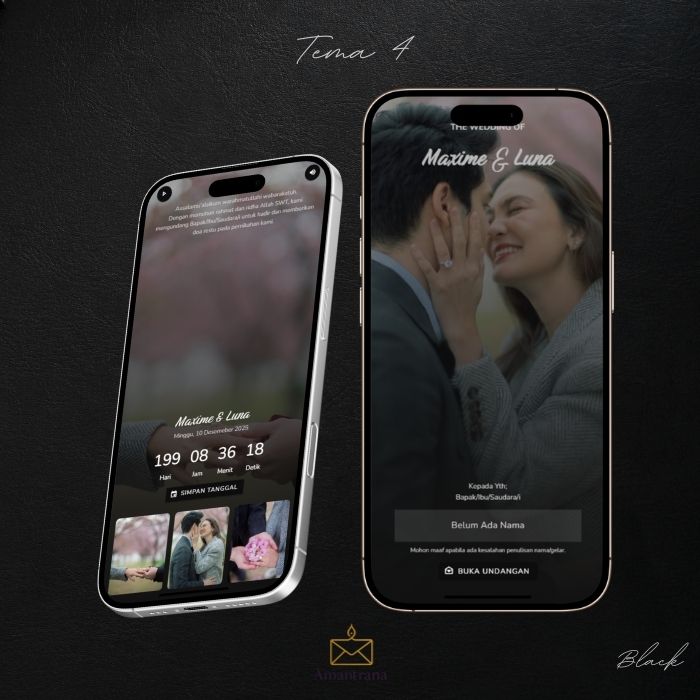 Tema 4
Assalamu'alaikum warahmatullahi wabarakatuh
Dengan memohon rahmat dan ridha Allah SWT, kami
mengundang Bapak/Ibu/Saudara/i untuk hadir dan memberikan
doa restu pada pernikahan kami.
Maxime & Luna
Minggu, 10 Desember 2025
199 08 36 18
Hari Jam Menit Detik
SIMPAN TANGGAL
THE WEDDING OF
Maxime & Luna
Kepada Yth;
Bapak/Ibu/Saudara/i
Belum Ada Nama
Mohon maaf apabila ada kesalahan penulisan nama/gelar.
BUKA UNDANGAN
Amantrana
Black